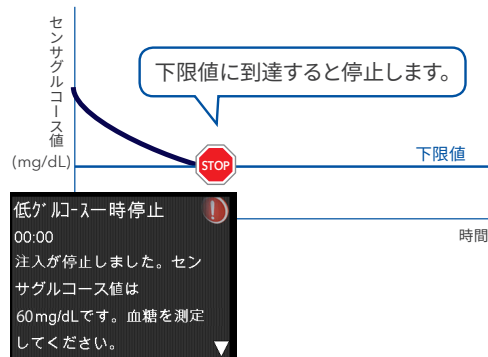 センサグルコース値
(mg/dL)
下限値に到達すると停止します。
STOP
下限値
時間
低グルコース一時停止
00:00
注入が停止しました。セン
サグルコース値は
60mg/dLです。血糖を測定
してください。